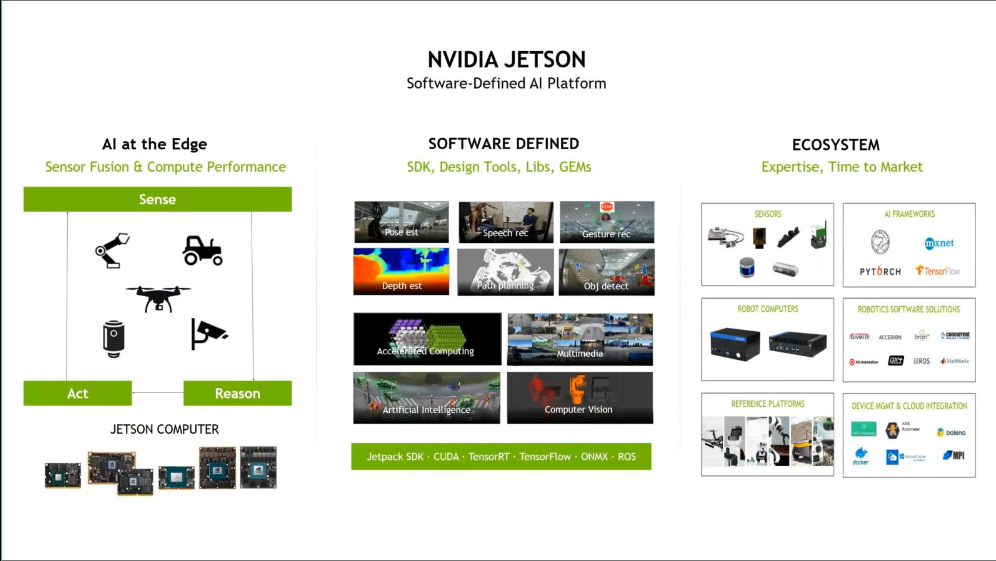 NVIDIA JETSON
Software-Defined AI Platform
AI at the Edge
Sensor Fusion & Compute Performance
Sense
Act
Reason
JETSON COMPUTER
SOFTWARE DEFINED
SDK, Design Tools, Libs, GEMs
Pose est
Speech rec
Gesture rec
Depth est
Path planning
Obj detect
Accelerated Computing
Multimedia
Artificial Intelligence
Computer Vision
Jetpack SDK · CUDA · TensorRT · TensorFlow · ONMX · ROS
ECOSYSTEM
Expertise, Time to Market
SENSORS
AI FRAMEWORKS
mxnet
PYTORCH
TensorFlow
ROBOT COMPUTERS
ROBOTICS SOFTWARE SOLUTIONS
ACCERION
brain
CONCURRENT
PX4
ROS
MathWorks
REFERENCE PLATFORMS
DEVICE MGMT & CLOUD INTEGRATION
AWS
balena
docker
MPI